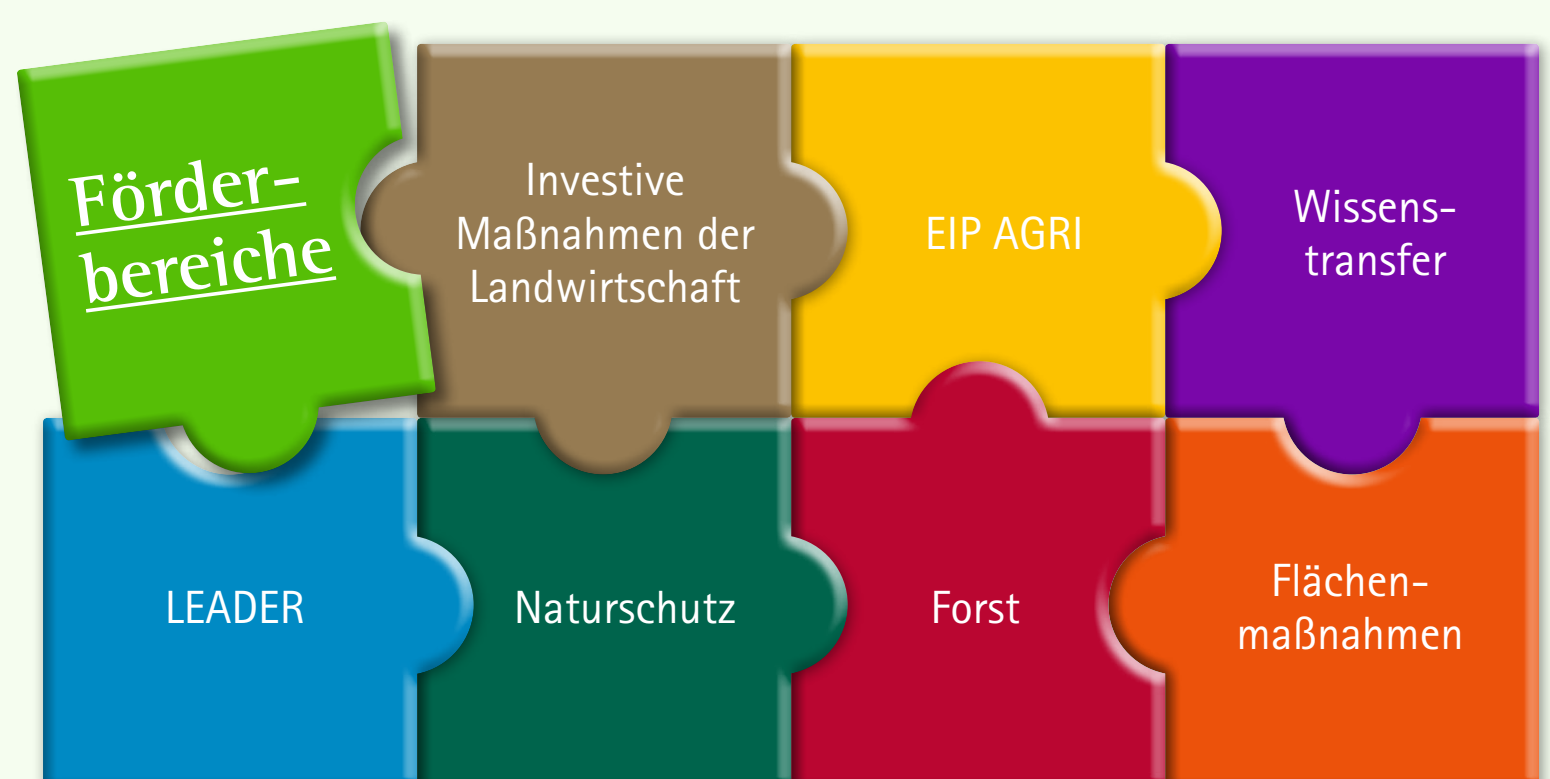 Förder-
bereiche
Investive
Maßnahmen der
Landwirtschaft
EIP AGRI
Wissens-
transfer
LEADER
Naturschutz
Forst
Flächen-
maßnahmen